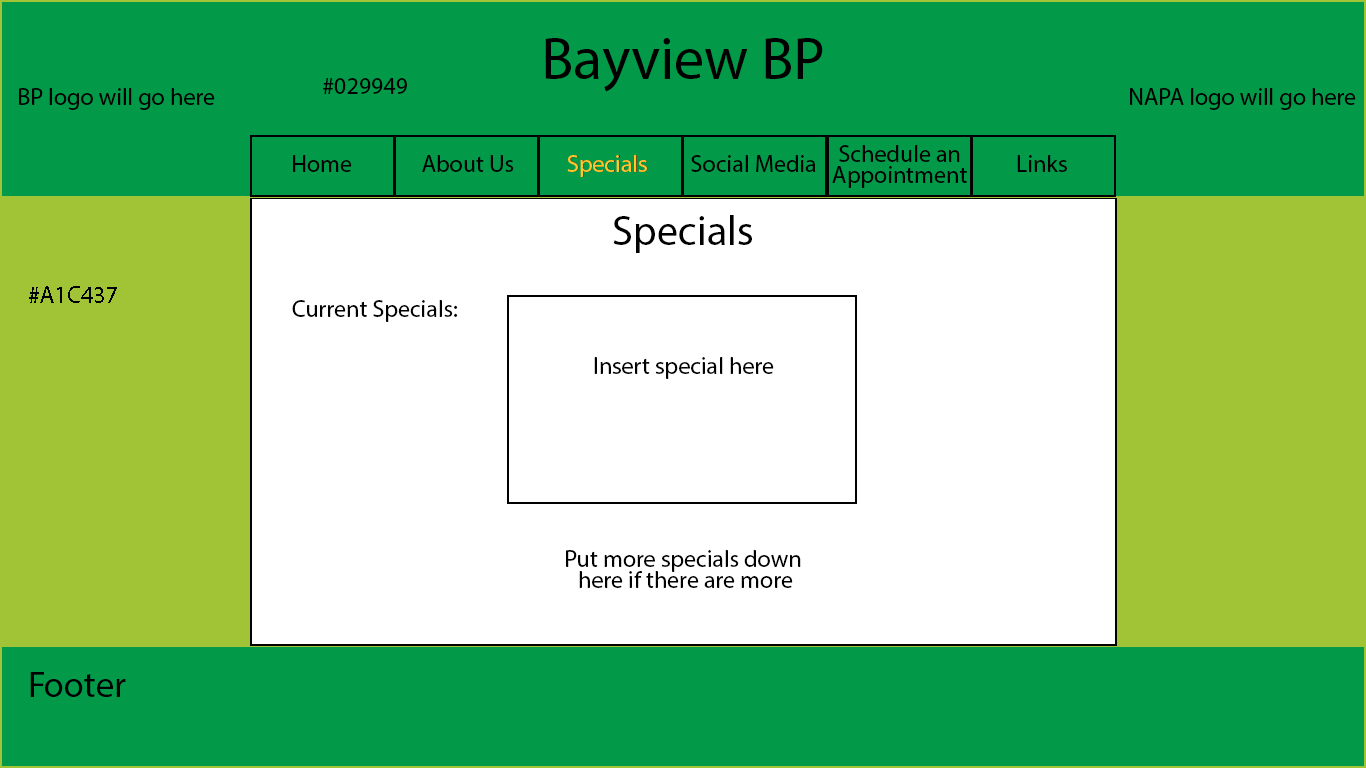 Bayview BP
#029949
BP logo will go here
NAPA logo will go here
Home
About Us
Specials
Social Media
Schedule an
Appointment
Links
Specials
#A1C437
Current Specials:
Insert special here
Put more specials down
here if there are more
Footer